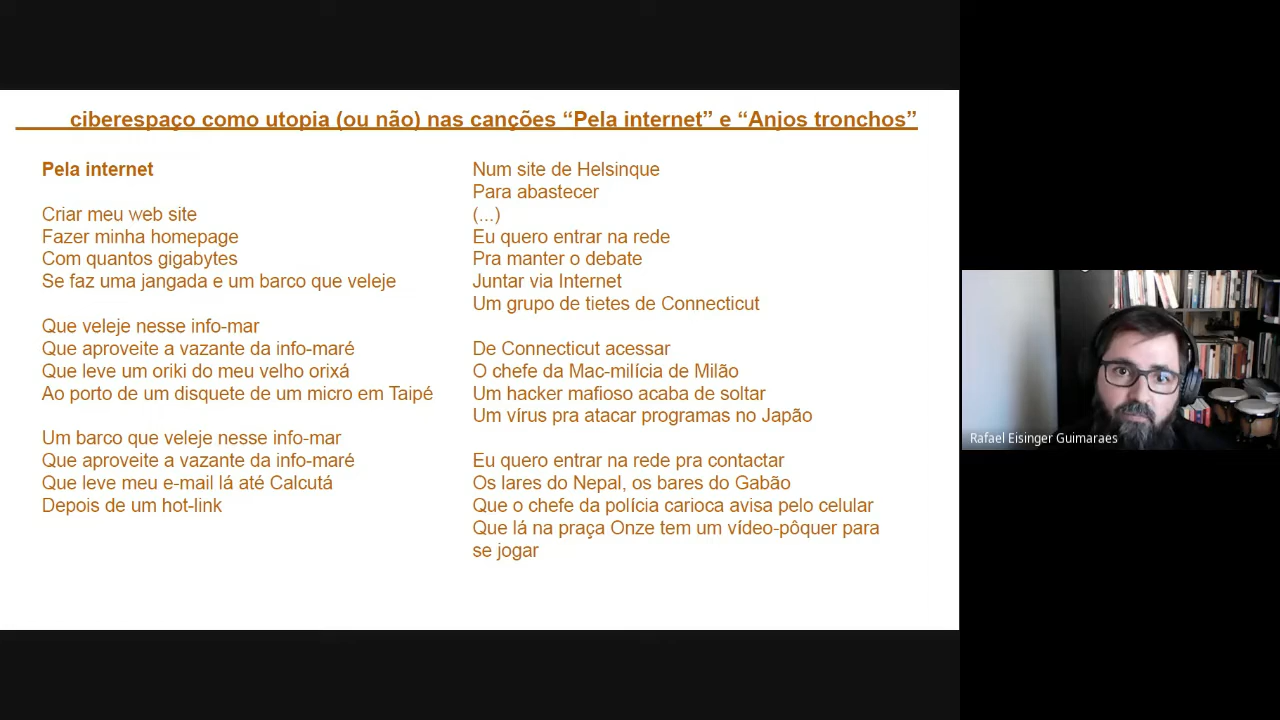 ciberespaço como utopia (ou não) nas canções “Pela internet” e “Anjos tronchos”
Pela internet
Criar meu web site
Fazer minha homepage
Com quantos gigabytes
Se faz uma jangada e um barco que veleje
Que veleje nesse info-mar
Que aproveite a vazante da info-maré
Que leve um oriki do meu velho orixá
Ao porto de um disquete de um micro em Taipé
Um barco que veleje nesse info-mar
Que aproveite a vazante da info-maré
Que leve meu e-mail lá até Calcutá
Depois de um hot-link
Num site de Helsinque
Para abastecer
(...)
Eu quero entrar na rede
Pra manter o debate
Juntar via Internet
Um grupo de tietes de Connecticut
De Connecticut acessar
O chefe da Mac-milícia de Milão
Um hacker mafioso acaba de soltar
Um vírus pra atacar programas no Japão
Eu quero entrar na rede pra contactar
Os lares do Nepal, os bares do Gabão
Que o chefe da polícia carioca avisa pelo celular
Que lá na praça Onze tem um vídeo-pôquer para
se jogar
Rafael Eisinger Guimaraes